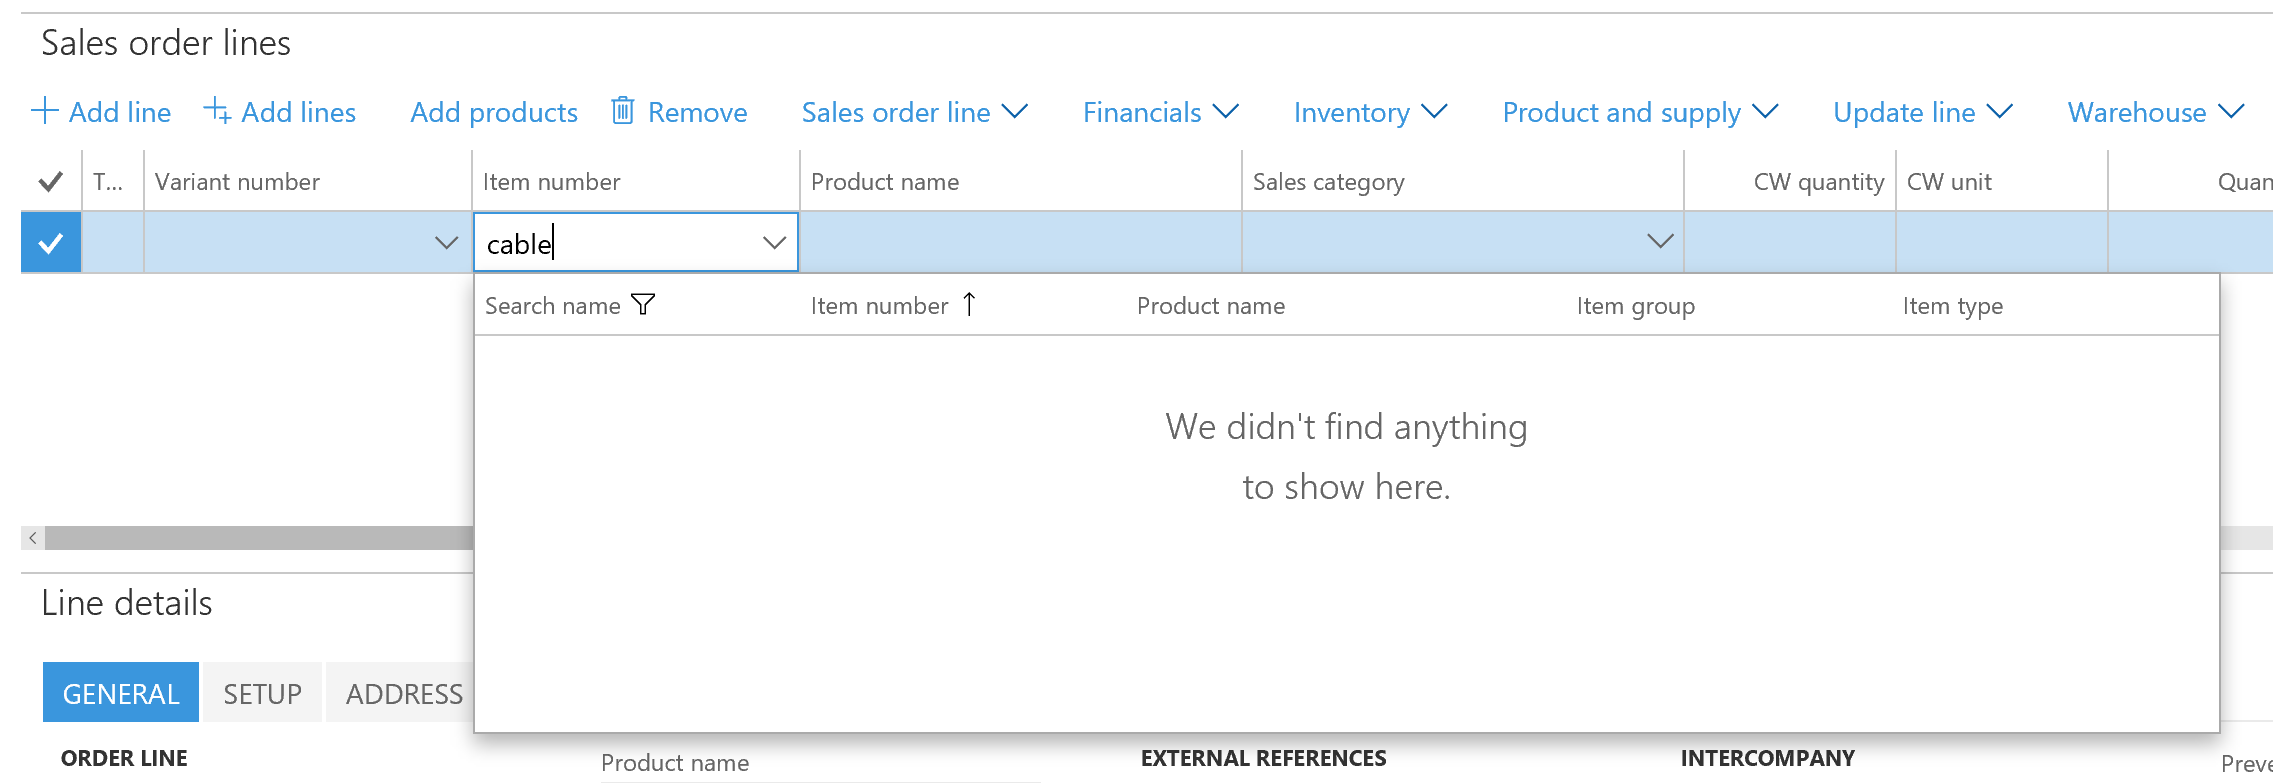 Sales order lines
Add line Add lines Add products Remove Sales order line Financials Inventory Product and supply Update line Warehouse
T... Variant number Item number Product name Sales category CW quantity CW unit Quan
cable
Search name Item number Product name Item group Item type
We didn't find anything
to show here.
Line details
GENERAL SETUP ADDRESS
ORDER LINE Product name EXTERNAL REFERENCES INTERCOMPANY Preve